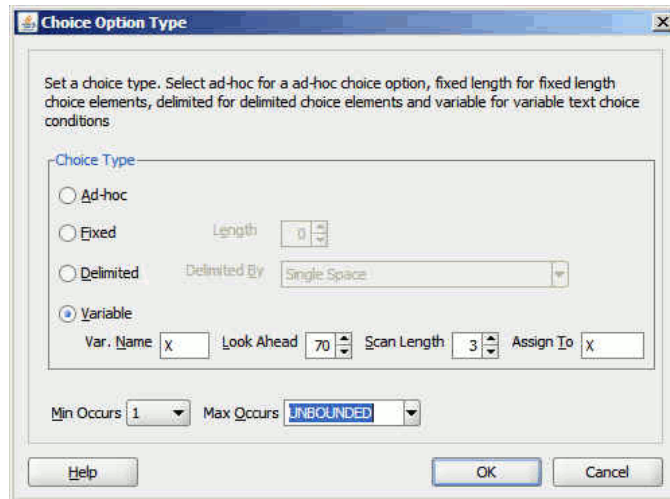 Choice Option Type
Set a choice type. Select ad-hoc for a ad-hoc choice option, fixed length for fixed length
choice elements, delimited for delimited choice elements and variable for variable text choice
conditions
Choice Type
Ad-hoc
Fixed Length 0
Delimited Delimited By Single Space
Variable
Var. Name X Look Ahead 70 Scan Length 3 Assign To X
Min Occurs 1 Max Occurs UNBOUNDED
Help OK Cancel